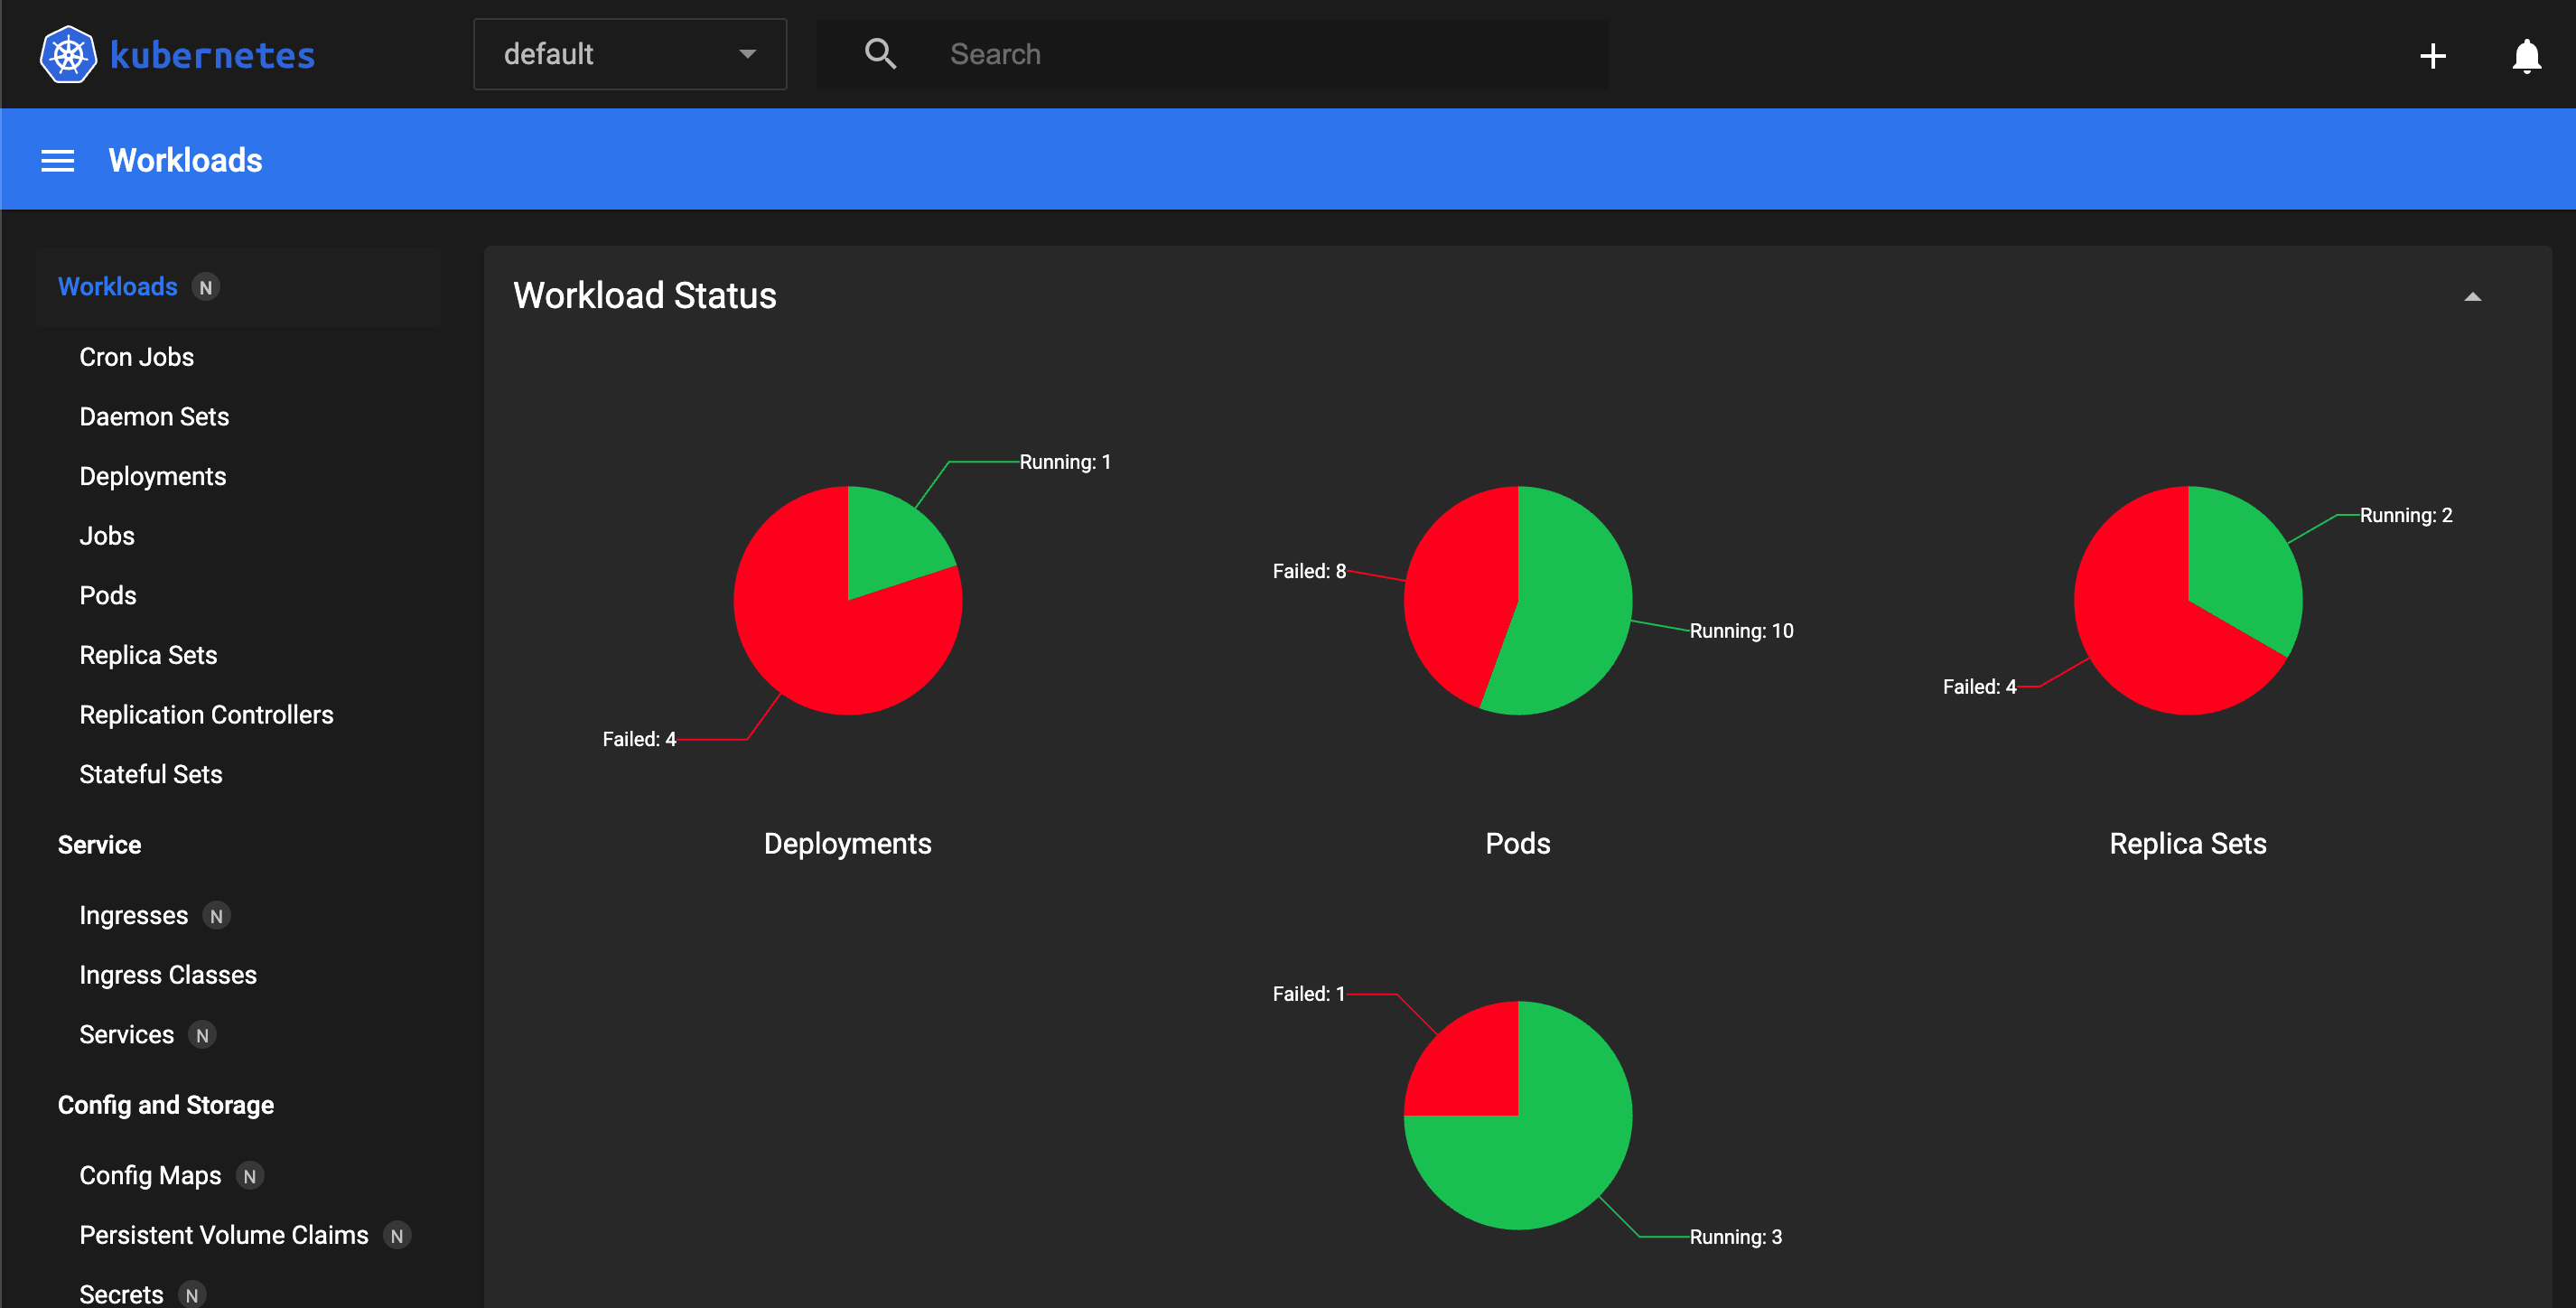 kubernetes
default
Search
Workloads
Workloads N
Cron Jobs
Daemon Sets
Deployments
Jobs
Pods
Replica Sets
Replication Controllers
Stateful Sets
Service
Ingresses N
Ingress Classes
Services N
Config and Storage
Config Maps N
Persistent Volume Claims N
Secrets N
Workload Status
Running: 1
Failed: 4
Deployments
Failed: 8
Running: 10
Pods
Running: 2
Failed: 4
Replica Sets
Failed: 1
Running: 3